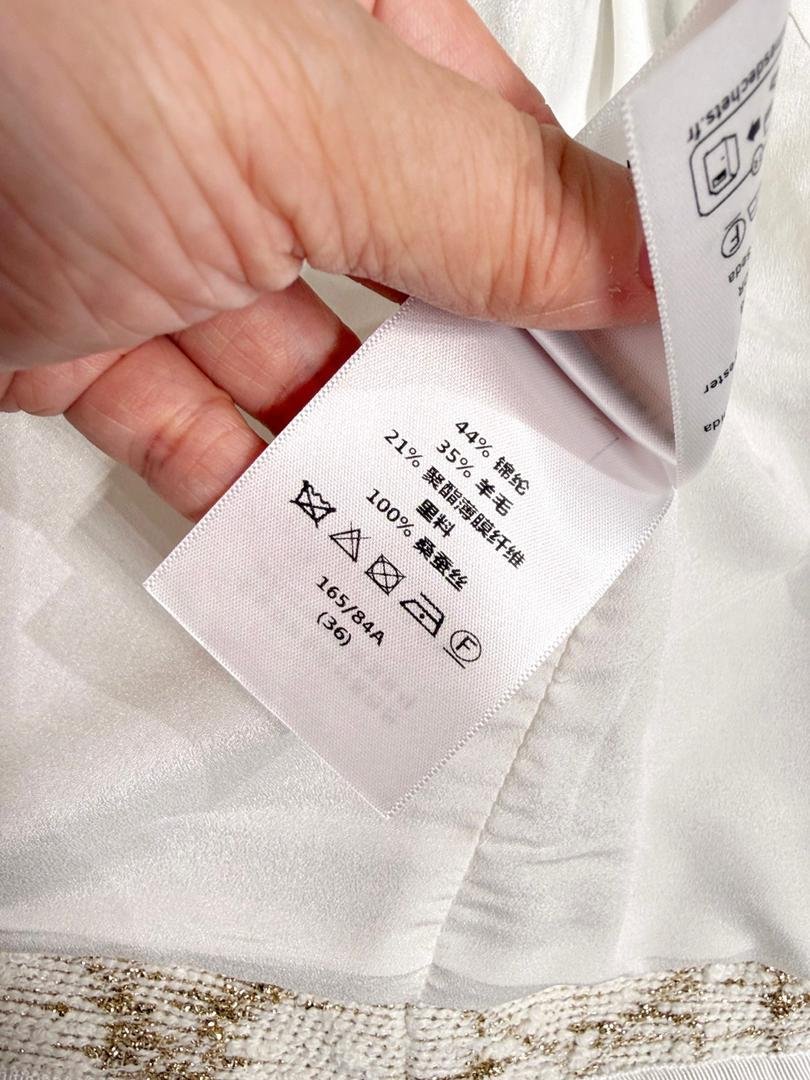 44% 锦纶
35% 羊毛
21% 聚酯薄膜纤维
里料
100% 桑蚕丝
F
165/84A
(36)
F